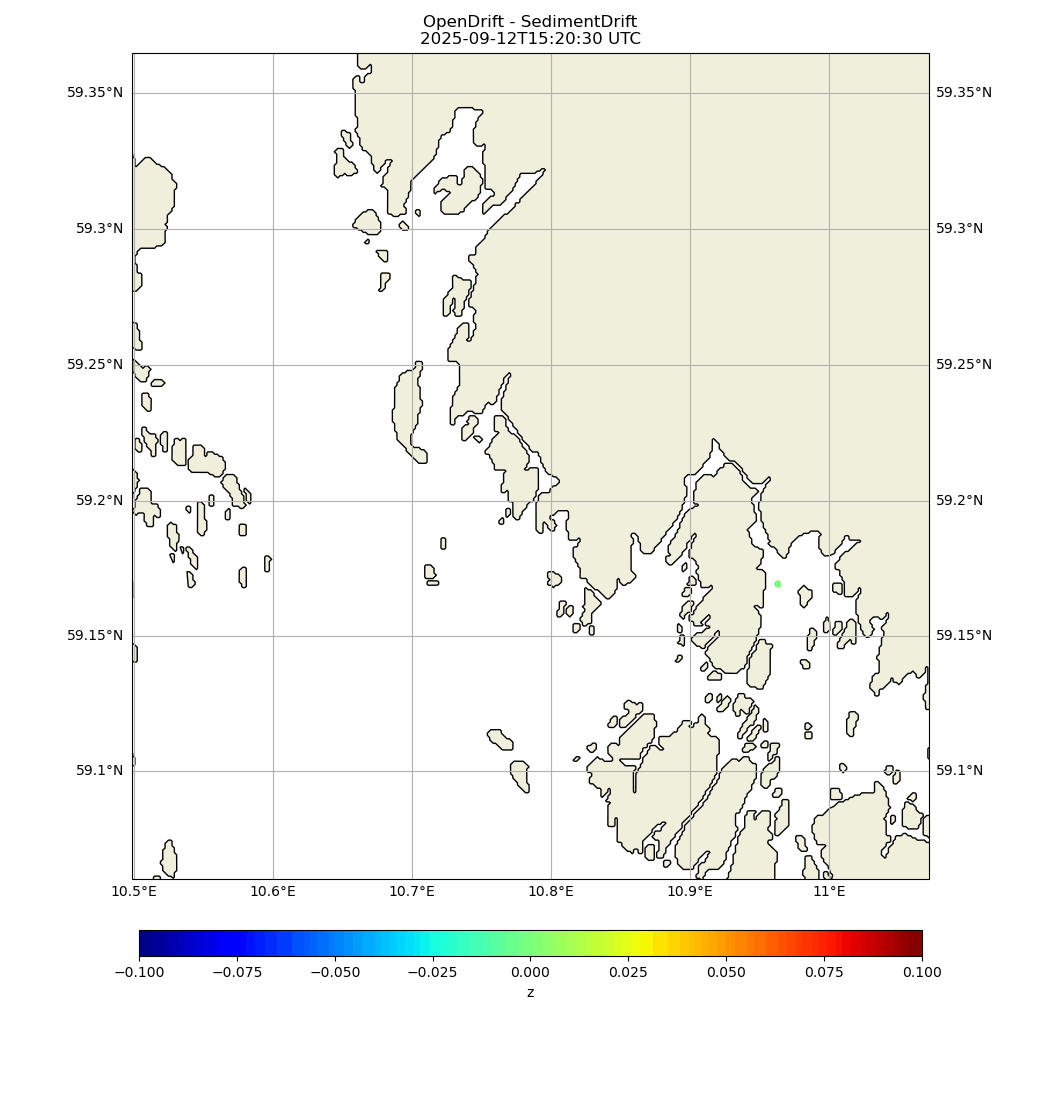 OpenDrift - SedimentDrift
2025-09-12T15:20:30 UTC
59.35°N 59.35°N
59.3°N 59.3°N
59.25°N 59.25°N
59.2°N 59.2°N
59.15°N 59.15°N
59.1°N 59.1°N
10.5°E 10.6°E 10.7°E 10.8°E 10.9°E 11°E
−0.100 −0.075 −0.050 −0.025 0.000 0.025 0.050 0.075 0.100
z